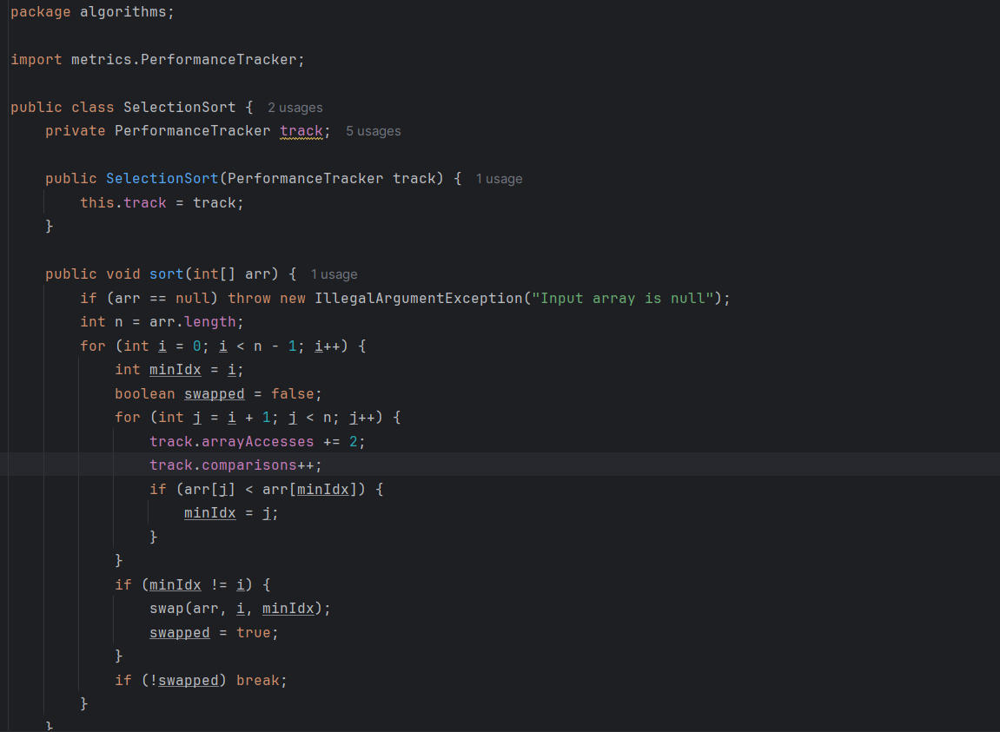 package algorithms;
import metrics.PerformanceTracker;
public class SelectionSort { 2 usages
private PerformanceTracker track; 5 usages
public SelectionSort(PerformanceTracker track) { 1 usage
this.track = track;
}
public void sort(int[] arr) { 1 usage
if (arr == null) throw new IllegalArgumentException("Input array is null");
int n = arr.length;
for (int i = 0; i < n - 1; i++) {
int minIdx = i;
boolean swapped = false;
for (int j = i + 1; j < n; j++) {
track.arrayAccesses += 2;
track.comparisons++;
if (arr[j] < arr[minIdx]) {
minIdx = j;
}
}
if (minIdx != i) {
swap(arr, i, minIdx);
swapped = true;
}
if (!swapped) break;
}
}